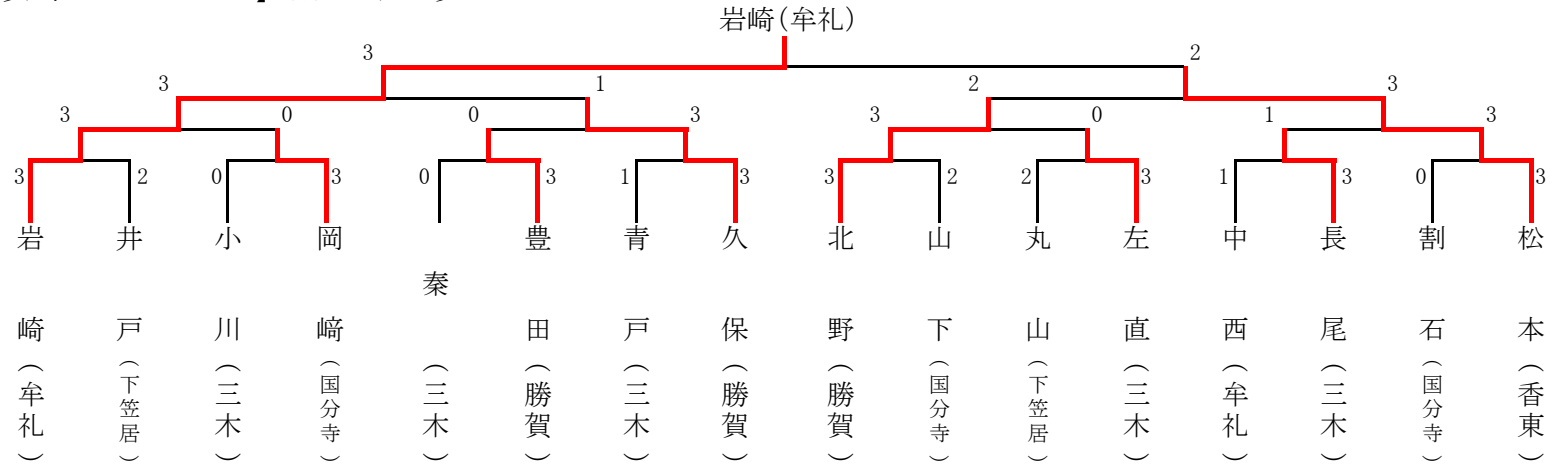 岩崎(牟礼)
3 2
3 1 2 3
3 0 0 3 3 0 1 3
3 2 0 3 0 3 1 3 3 2 2 3 1 3 0 3
岩崎(牟礼)
井戸(下笠居)
小川(三木)
岡﨑(国分寺)
秦(三木)
豊田(勝賀)
青戸(三木)
久保(勝賀)
北野(勝賀)
山下(国分寺)
丸山(下笠居)
左直(三木)
中西(牟礼)
長尾(三木)
割石(国分寺)
松本(香東)